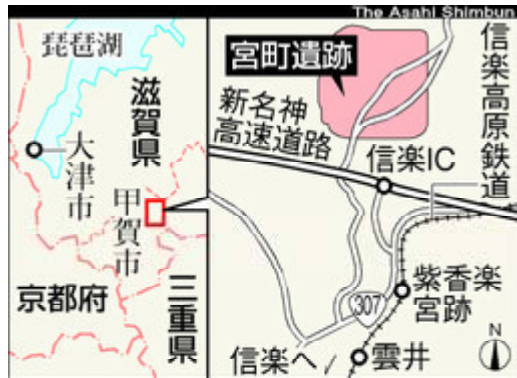 The Asahi Shimbun
琵琶湖
滋賀県
大津市
甲賀市
京都府
三重県
宮町遺跡
新名神
高速道路
信楽IC
信楽高原鉄道
紫香楽
宮跡
307
雲井
信楽へ
N